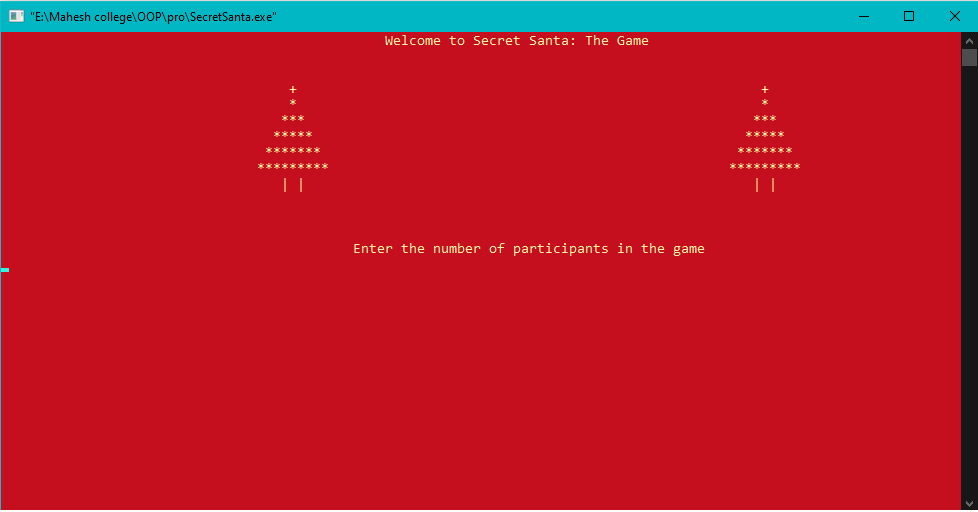 "E:\Mahesh college\OOP\pro\SecretSanta.exe"
Welcome to Secret Santa: The Game
+ +
* *
*** ***
***** *****
******* *******
********* *********
| | | |
Enter the number of participants in the game